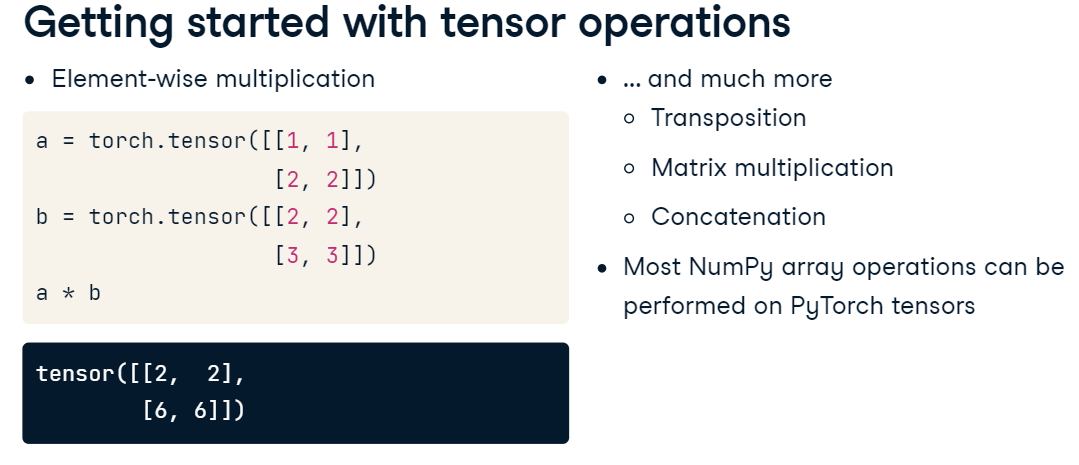 Getting started with tensor operations
• Element-wise multiplication
a = torch.tensor([[1, 1],
                  [2, 2]])
b = torch.tensor([[2, 2],
                  [3, 3]])
a * b
tensor([[2,  2],
        [6, 6]])
• ... and much more
○ Transposition
○ Matrix multiplication
○ Concatenation
• Most NumPy array operations can be
performed on PyTorch tensors